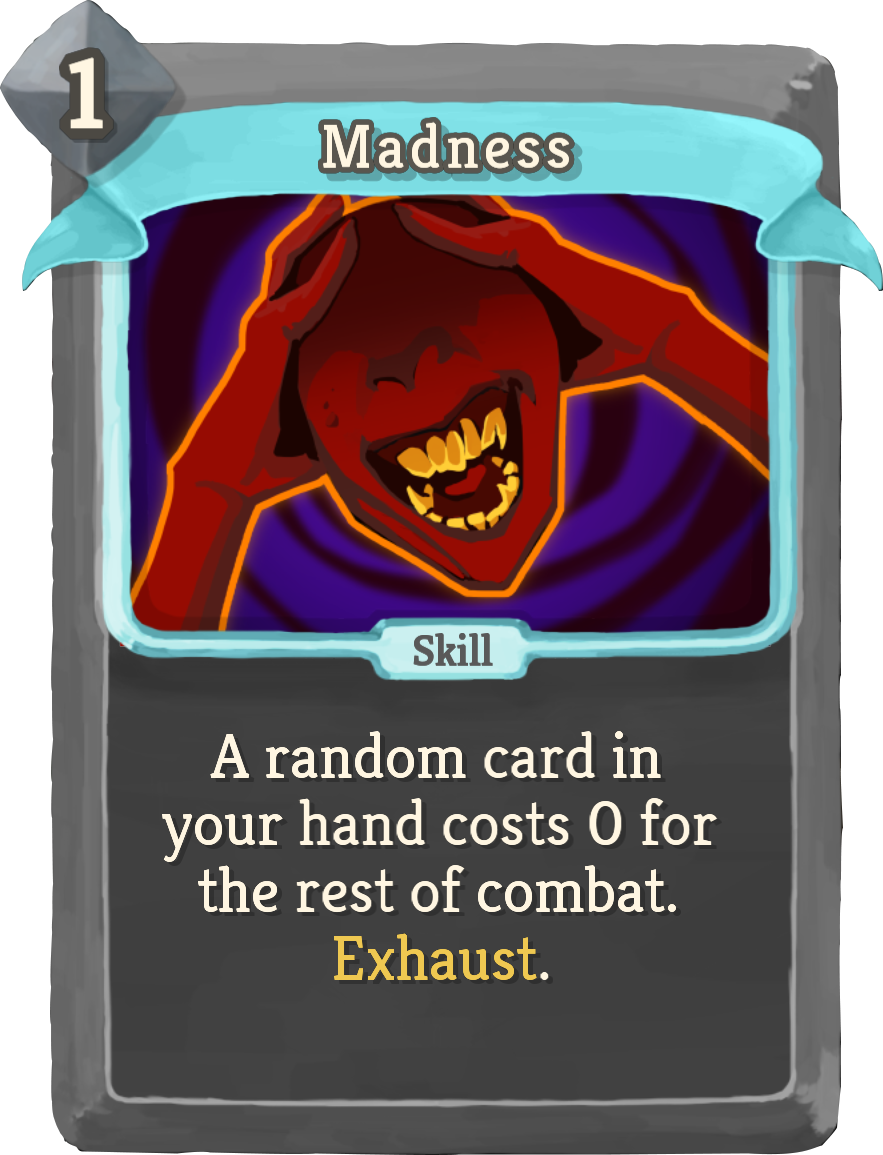 1
Madness
Skill
A random card in
your hand costs 0 for
the rest of combat.
Exhaust.